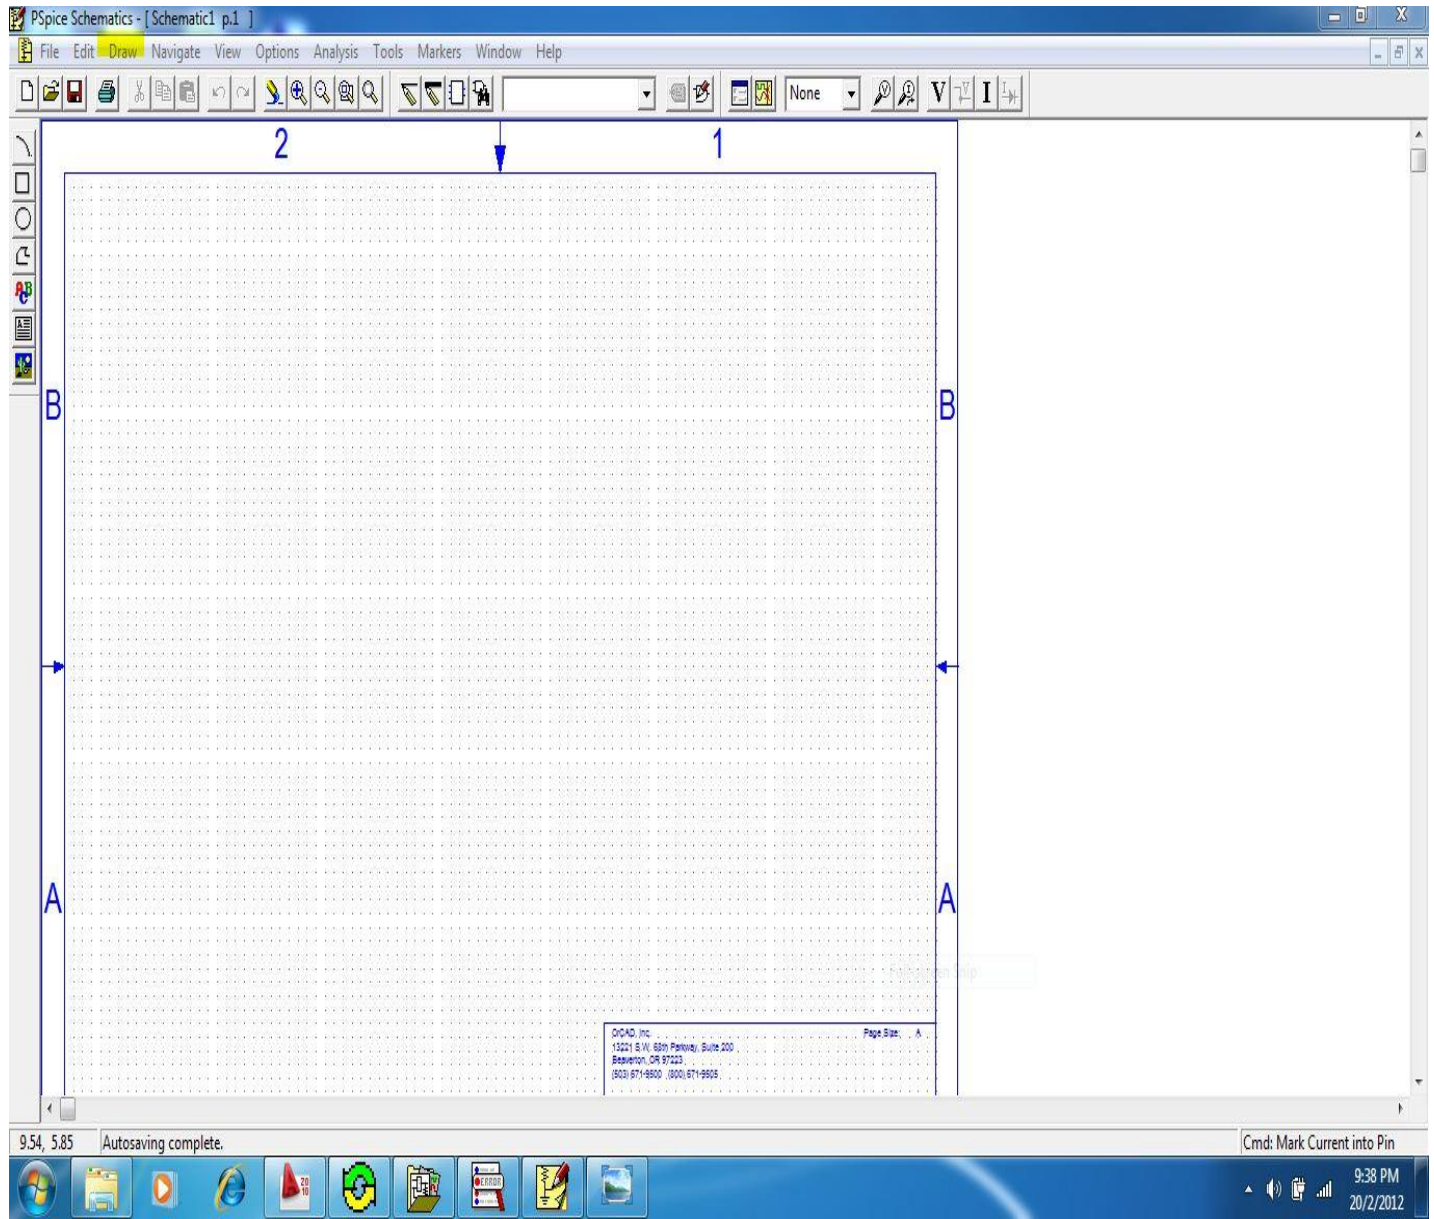 PSpice Schematics - [ Schematic1 p.1 ]
File Edit Draw Navigate View Options Analysis Tools Markers Window Help
None V I
2 1
B B
A A
OrCAD, Inc. Page Size: A
13221 S.W. 68th Parkway, Suite 200
Beaverton, OR 97223
(503) 671-9500 (800) 671-9505
9.54, 5.85 Autosaving complete. Cmd: Mark Current into Pin
9:38 PM
20/2/2012